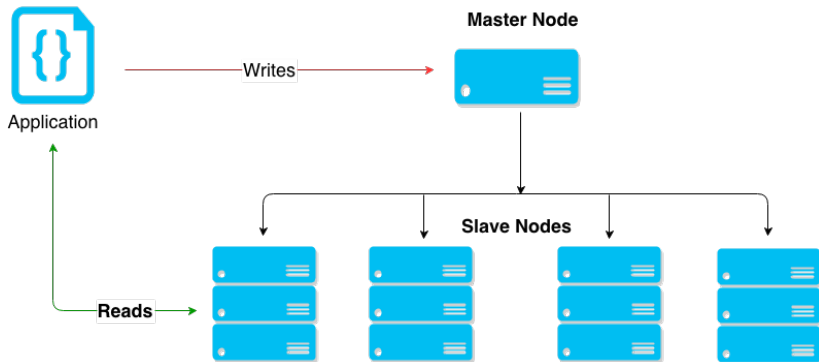 Master Node
Writes
Application
Slave Nodes
Reads